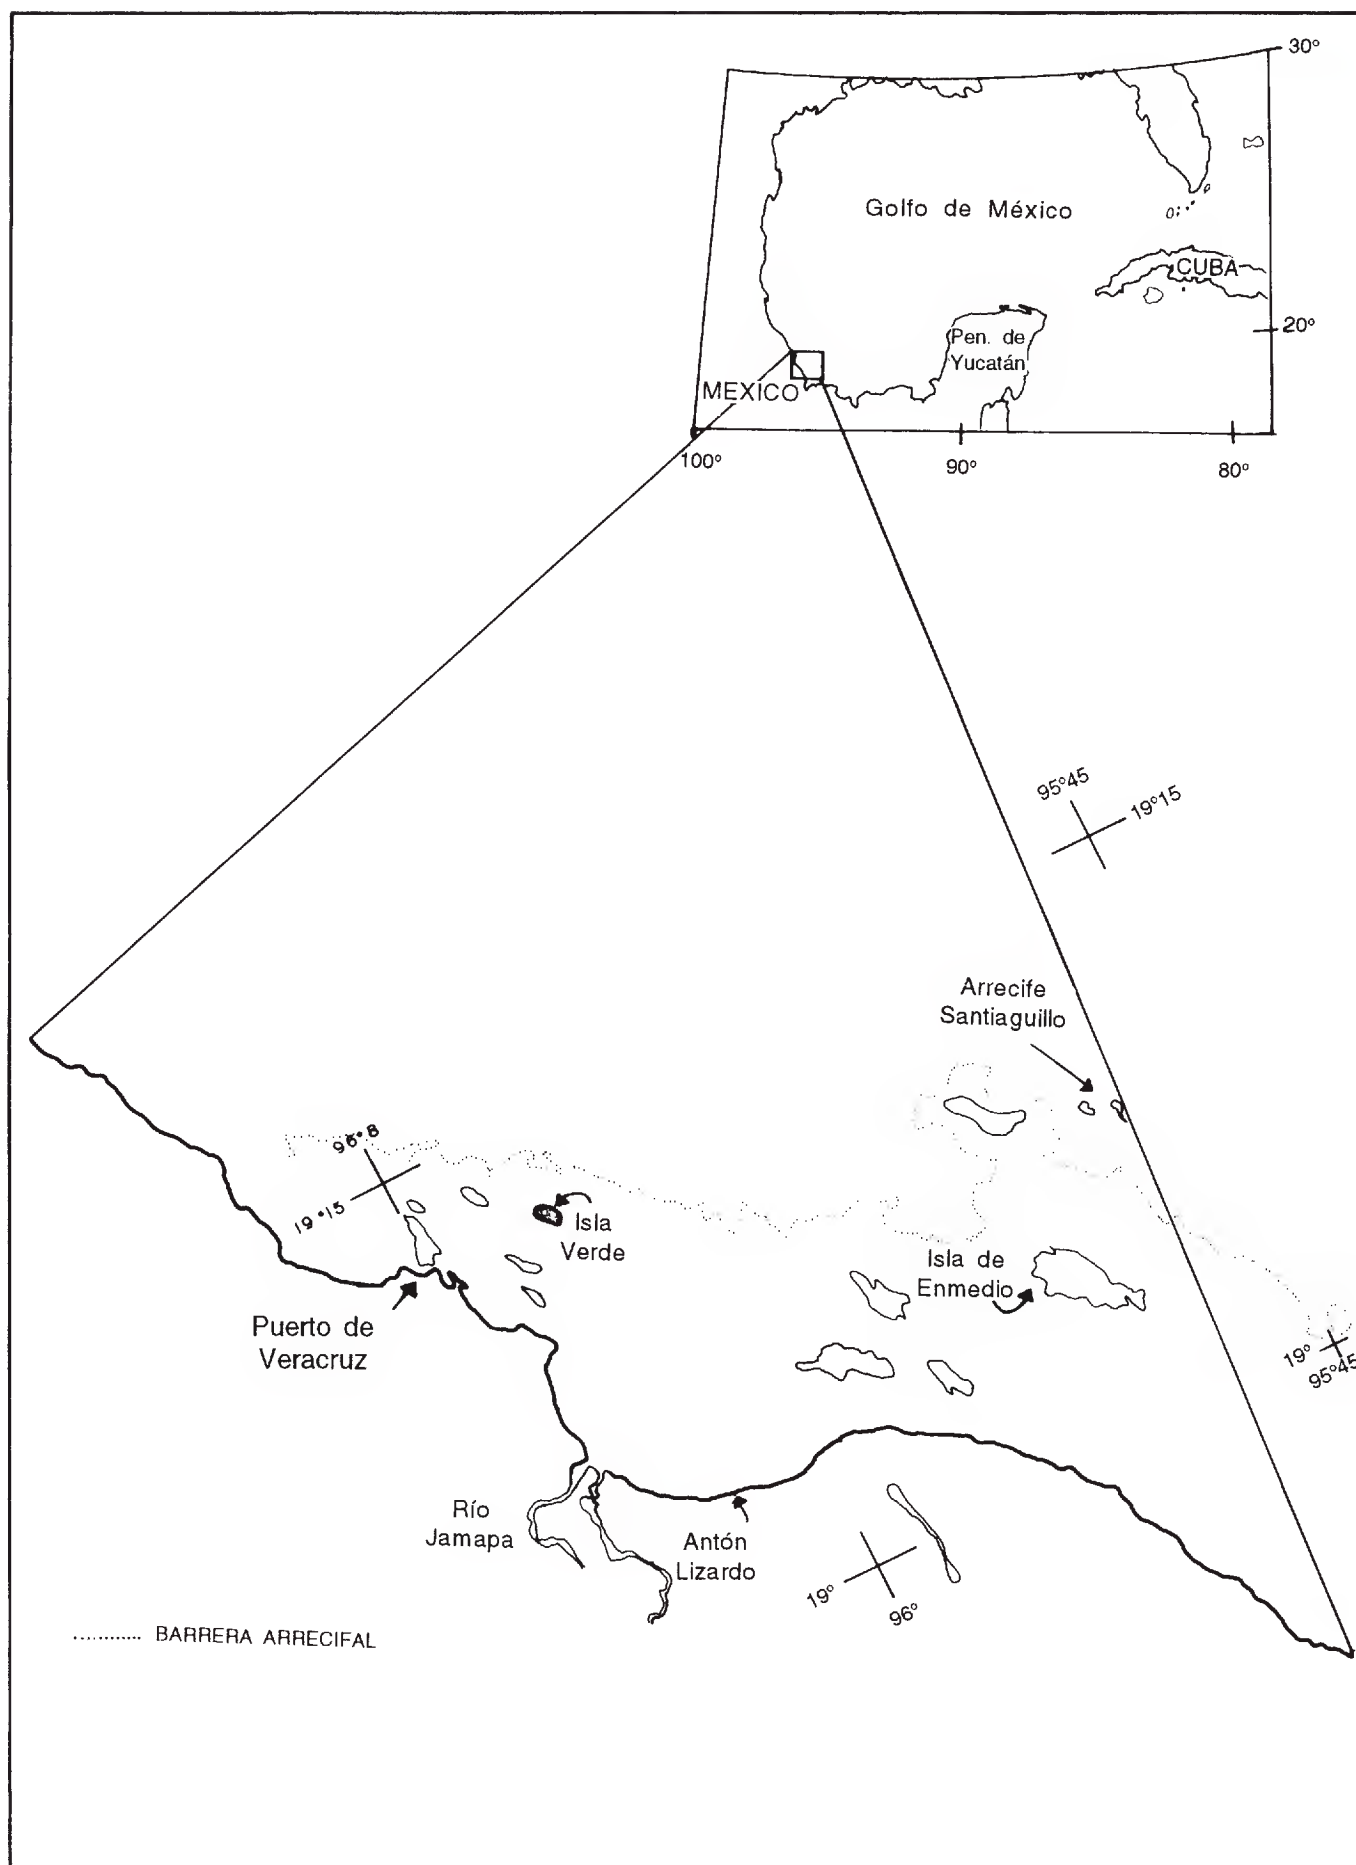 30°
Golfo de México
CUBA
20°
Pen. de
Yucatán
MEXICO
100°
90°
80°
95°45
19°15
Arrecife
Santiaguillo
96°8
19°15
Isla
Verde
Isla de
Enmedio
Puerto de
Veracruz
19°
95°45
Río
Jamapa
Antón
Lizardo
19°
96°
BARRERA ARRECIFAL